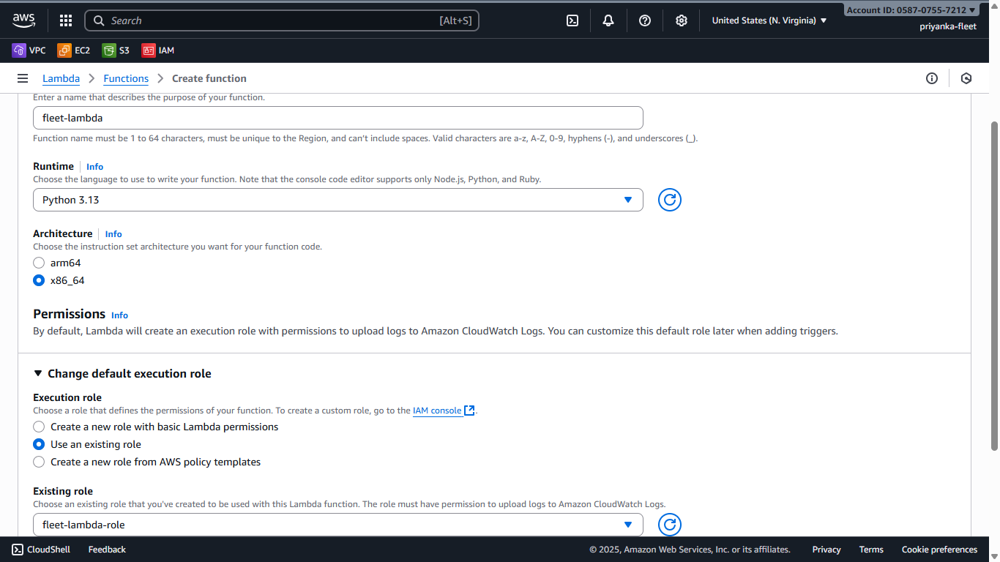 aws
Search
[Alt+S]
United States (N. Virginia)
Account ID: 0587-0755-7212
priyanka-fleet
VPC
EC2
S3
IAM
Lambda
Functions
Create function
Enter a name that describes the purpose of your function.
fleet-lambda
Function name must be 1 to 64 characters, must be unique to the Region, and can't include spaces. Valid characters are a-z, A-Z, 0-9, hyphens (-), and underscores (_).
Runtime Info
Choose the language to use to write your function. Note that the console code editor supports only Node.js, Python, and Ruby.
Python 3.13
Architecture Info
Choose the instruction set architecture you want for your function code.
arm64
x86_64
Permissions Info
By default, Lambda will create an execution role with permissions to upload logs to Amazon CloudWatch Logs. You can customize this default role later when adding triggers.
Change default execution role
Execution role
Choose a role that defines the permissions of your function. To create a custom role, go to the IAM console.
Create a new role with basic Lambda permissions
Use an existing role
Create a new role from AWS policy templates
Existing role
Choose an existing role that you've created to be used with this Lambda function. The role must have permission to upload logs to Amazon CloudWatch Logs.
fleet-lambda-role
CloudShell
Feedback
© 2025, Amazon Web Services, Inc. or its affiliates.
Privacy
Terms
Cookie preferences